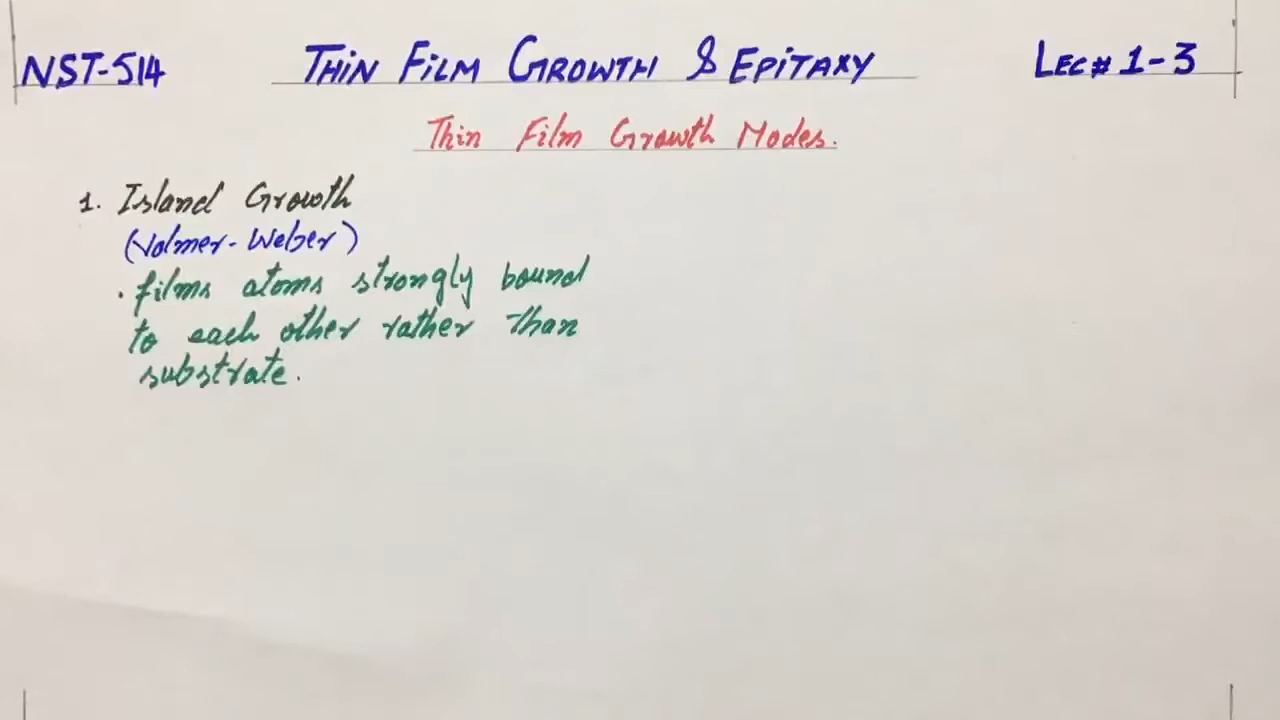 NST-514 THIN FILM GROWTH & EPITAXY LEC# 1-3
Thin Film Growth Modes.
1. Island Growth
(Volmer-Weber)
. films atoms strongly bound
to each other rather than
substrate.